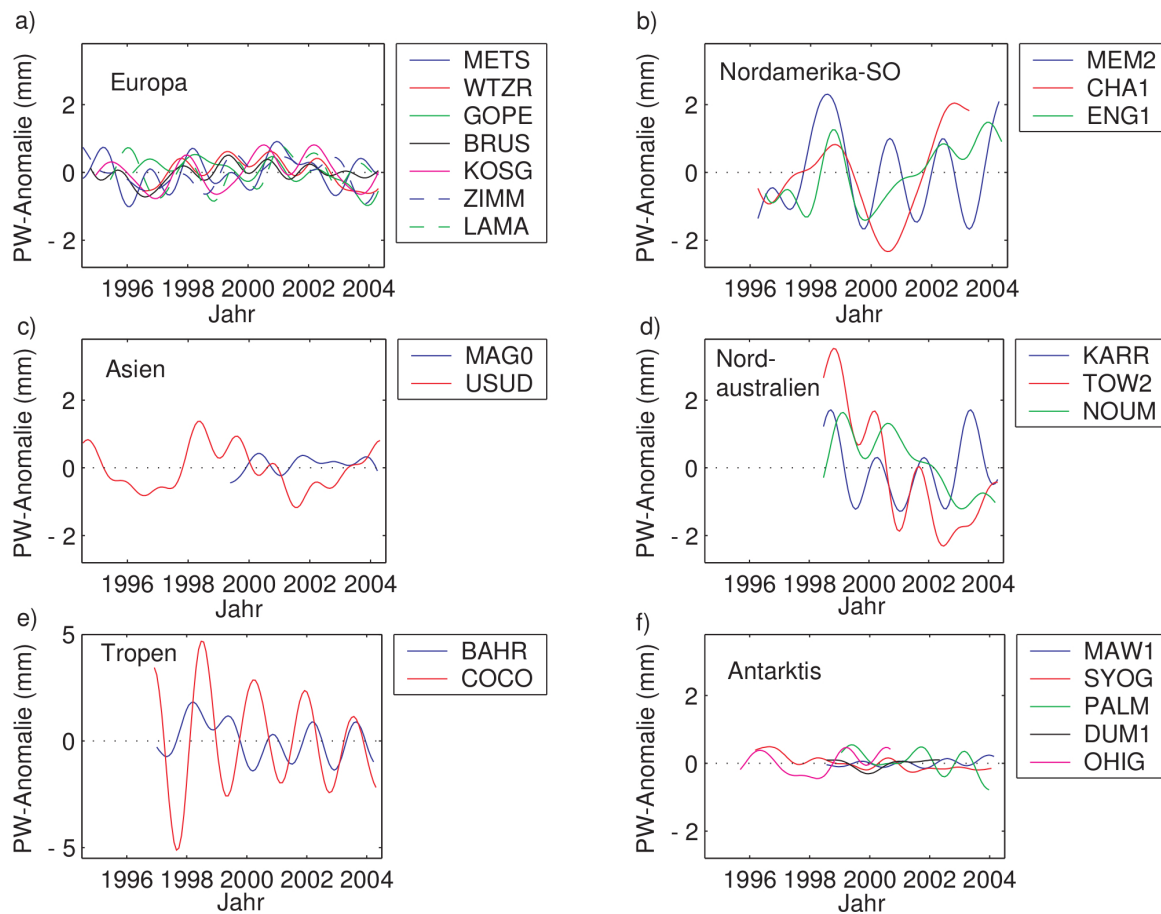 a)
PW-Anomalie (mm)
2
0
- 2
Europa
1996 1998 2000 2002 2004
Jahr
METS
WTZR
GOPE
BRUS
KOSG
ZIMM
LAMA
b)
PW-Anomalie (mm)
2
0
- 2
Nordamerika-SO
1996 1998 2000 2002 2004
Jahr
MEM2
CHA1
ENG1
c)
PW-Anomalie (mm)
2
0
- 2
Asien
1996 1998 2000 2002 2004
Jahr
MAG0
USUD
d)
PW-Anomalie (mm)
2
0
- 2
Nord-
australien
1996 1998 2000 2002 2004
Jahr
KARR
TOW2
NOUM
e)
PW-Anomalie (mm)
5
0
- 5
Tropen
1996 1998 2000 2002 2004
Jahr
BAHR
COCO
f)
PW-Anomalie (mm)
2
0
- 2
Antarktis
1996 1998 2000 2002 2004
Jahr
MAW1
SYOG
PALM
DUM1
OHIG